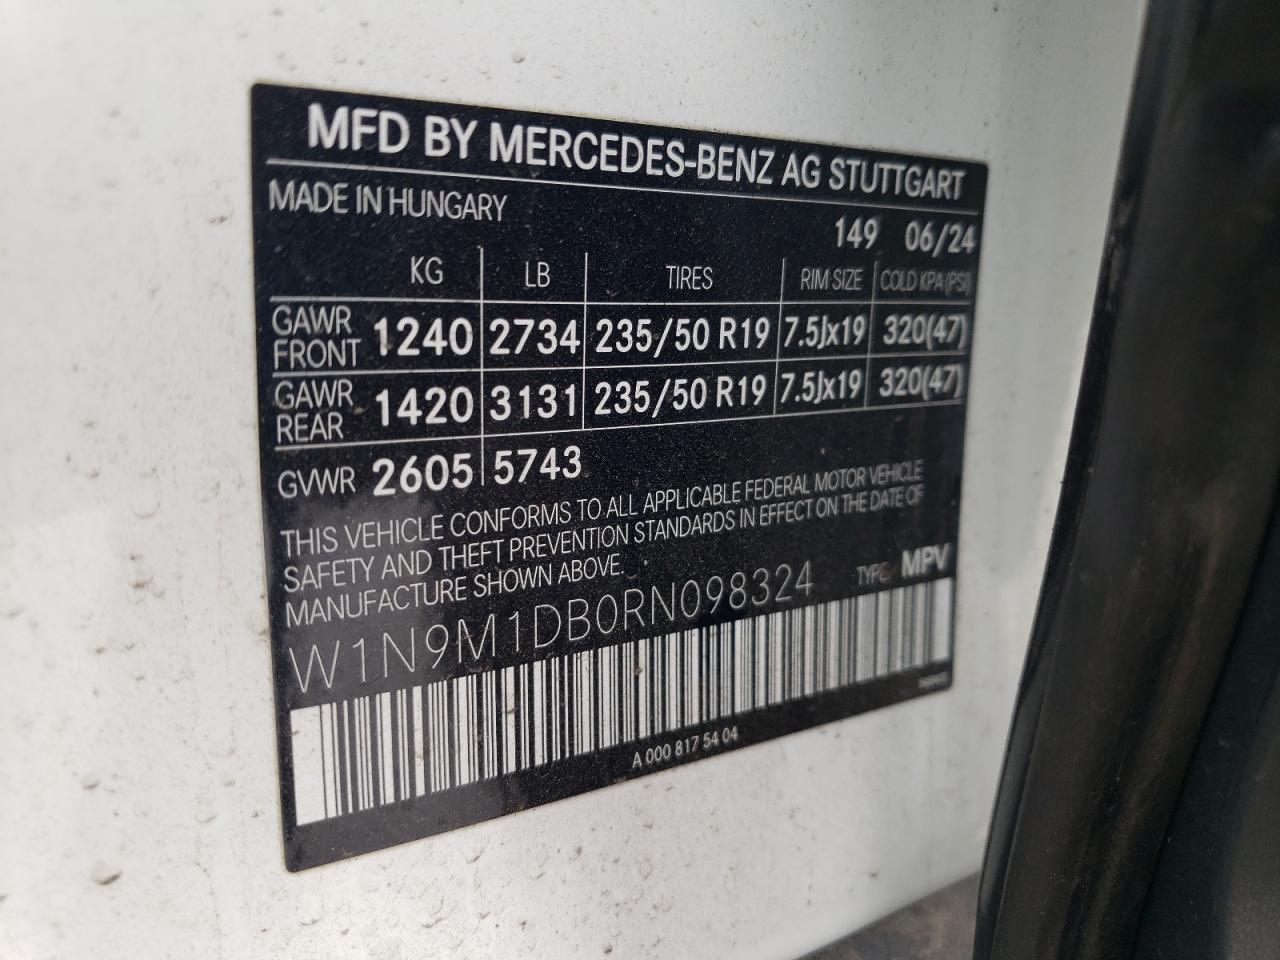 MFD BY MERCEDES-BENZ AG STUTTGART
MADE IN HUNGARY
149 06/24
KG LB TIRES RIM SIZE COLD KPA (PSI)
GAWR FRONT 1240 2734 235/50 R19 7.5Jx19 320(47)
GAWR REAR 1420 3131 235/50 R19 7.5Jx19 320(47)
GVWR 2605 5743
THIS VEHICLE CONFORMS TO ALL APPLICABLE FEDERAL MOTOR VEHICLE
SAFETY AND THEFT PREVENTION STANDARDS IN EFFECT ON THE DATE OF
MANUFACTURE SHOWN ABOVE.
TYPE: MPV
W1N9M1DB0RN098324
A 000 817 54 04